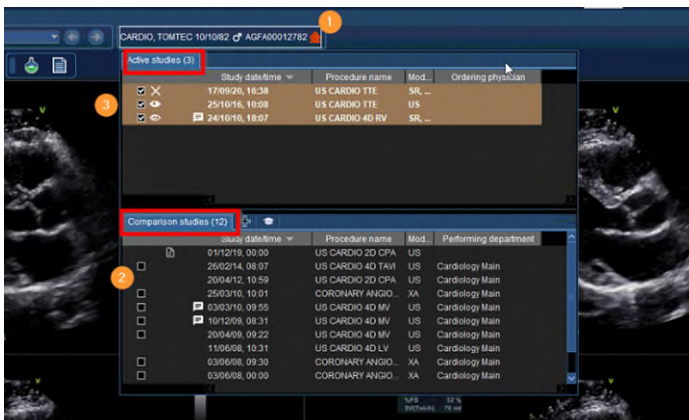 1
CARDIO, TOMTEC 10/10/82 ♂ AGFA00012782
Active studies (3)
Study date/time Procedure name Mod... Ordering physician
3
17/09/20, 16:38 US CARDIO TTE SR, ...
25/10/16, 10:08 US CARDIO TTE US
24/10/10, 18:07 US CARDIO 4D RV SR, ...
Comparison studies (12)
Study date/time Procedure name Mod... Performing department
01/12/19, 00:00 US CARDIO 2D CPA US
26/02/14, 08:07 US CARDIO 4D TAVI US Cardiology Main
2
20/04/12, 10:59 US CARDIO 2D CPA US Cardiology Main
25/03/10, 10:01 CORONARY ANGIO... XA Cardiology Main
03/03/10, 09:55 US CARDIO 4D MV US Cardiology Main
10/12/09, 08:31 US CARDIO 4D MV US Cardiology Main
20/04/09, 09:22 US CARDIO 4D MV US Cardiology Main
11/06/08, 10:31 US CARDIO 4D LV US Cardiology Main
03/06/08, 09:30 CORONARY ANGIO... XA Cardiology Main
03/06/08, 00:00 CORONARY ANGIO... XA Cardiology Main